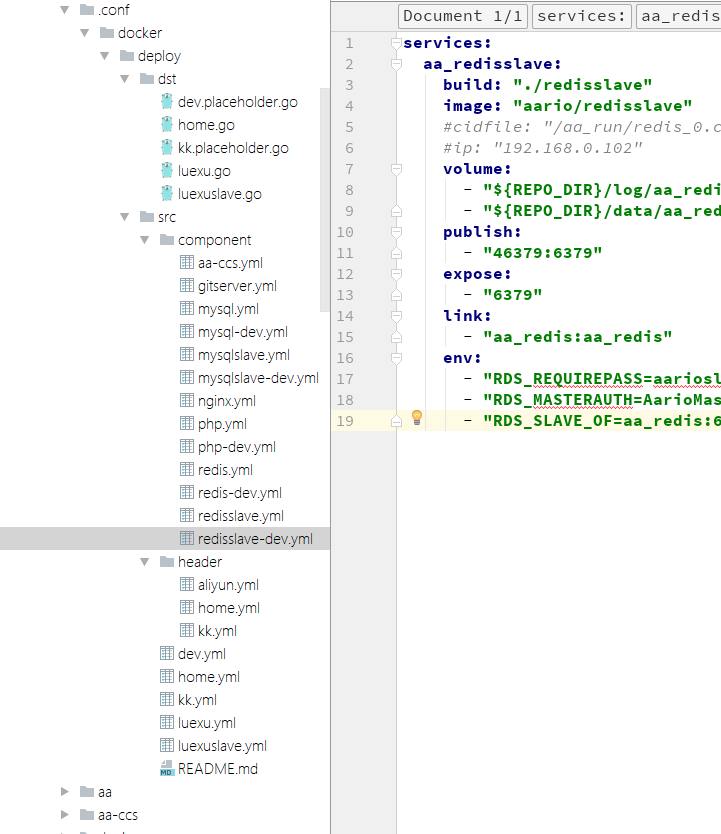 .conf
docker
deploy
dst
dev.placeholder.go
home.go
kk.placeholder.go
luexu.go
luexuslave.go
src
component
aa-ccs.yml
gitserver.yml
mysql.yml
mysql-dev.yml
mysqlslave.yml
mysqlslave-dev.yml
nginx.yml
php.yml
php-dev.yml
redis.yml
redis-dev.yml
redisslave.yml
redisslave-dev.yml
header
aliyun.yml
home.yml
kk.yml
dev.yml
home.yml
kk.yml
luexu.yml
luexuslave.yml
MD README.md
aa
aa-ccs
Document 1/1 services: aa_redis
1 services:
2 aa_redisslave:
3 build: "./redisslave"
4 image: "aario/redisslave"
5 #cidfile: "/aa_run/redis_0.c
6 #ip: "192.168.0.102"
7 volume:
8 - "${REPO_DIR}/log/aa_redi
9 - "${REPO_DIR}/data/aa_red
10 publish:
11 - "46379:6379"
12 expose:
13 - "6379"
14 link:
15 - "aa_redis:aa_redis"
16 env:
17 - "RDS_REQUIREPASS=aariosl
18 - "RDS_MASTERAUTH=AarioMas
19 - "RDS_SLAVE_OF=aa_redis:6